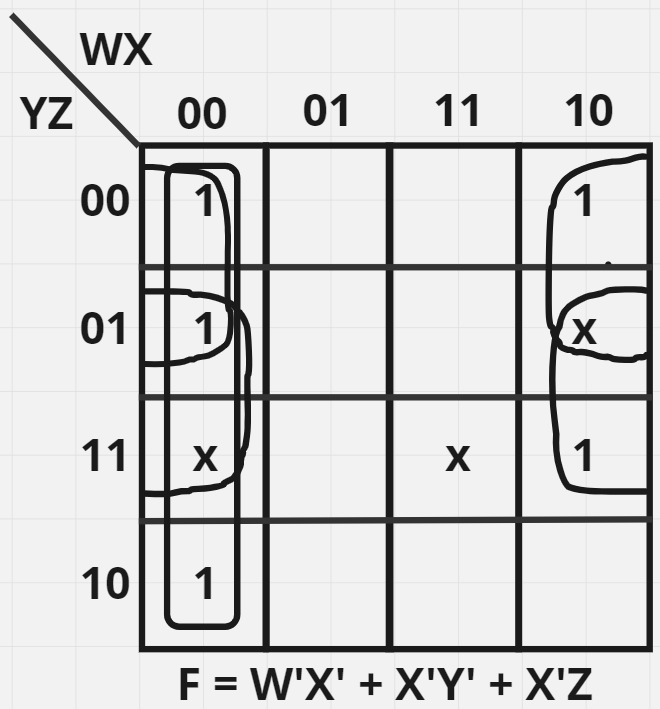 WX
YZ
00 01 11 10
00 1 1
01 1 x
11 x x 1
10 1
F = W'X' + X'Y' + X'Z